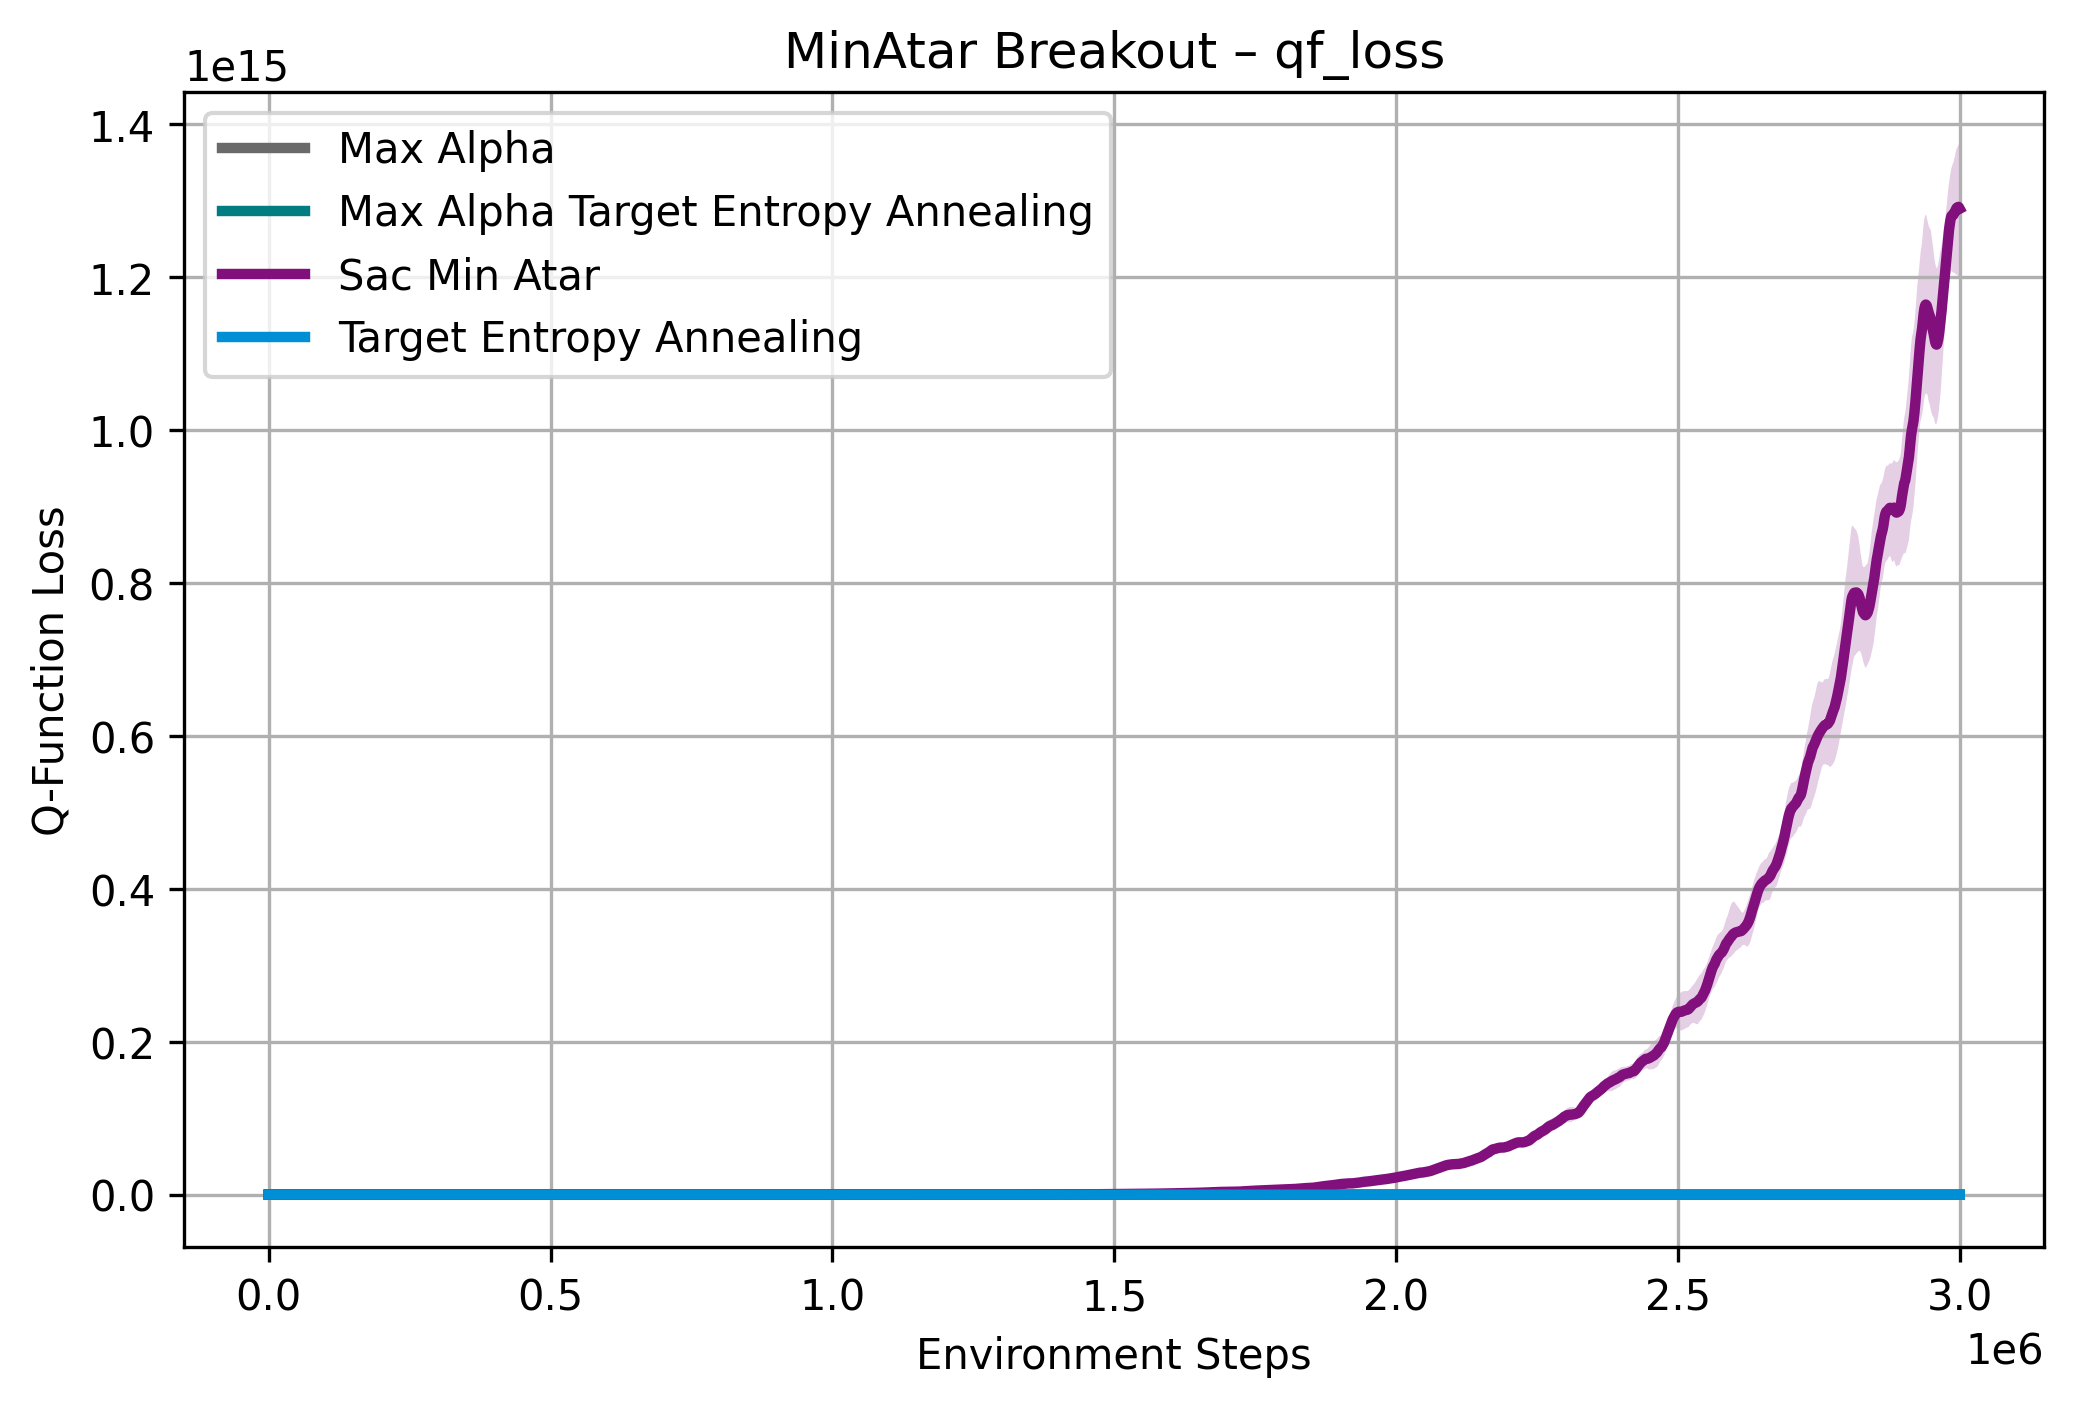 MinAtar Breakout – qf_loss
1e15
1.4
1.2
1.0
0.8
0.6
0.4
0.2
0.0
Q-Function Loss
Max Alpha
Max Alpha Target Entropy Annealing
Sac Min Atar
Target Entropy Annealing
0.0 0.5 1.0 1.5 2.0 2.5 3.0
1e6
Environment Steps